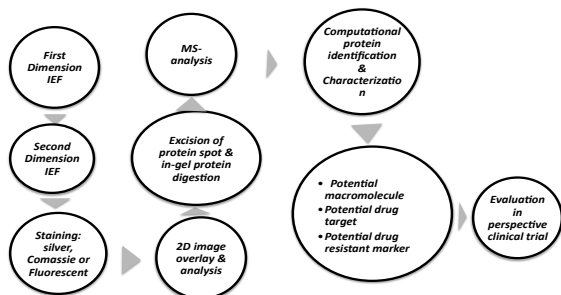 First
Dimension
IEF
Second
Dimension
IEF
Staining:
silver,
Comassie or
Fluorescent
2D image
overlay &
analysis
Excision of
protein spot &
in-gel protein
digestion
MS-
analysis
Computational
protein
identification
&
Characterizatio
n
• Potential
macromolecule
• Potential drug
target
• Potential drug
resistant marker
Evaluation
in
perspective
clinical trial